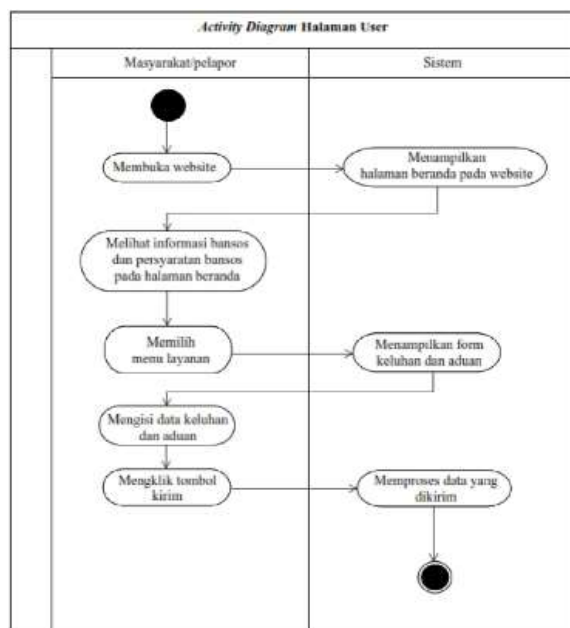 Activity Diagram Halaman User
Masyarakat/pelapor
Sistem
Membuka website
Menampilkan
halaman beranda pada website
Melihat informasi bansos
dan persyaratan bansos
pada halaman beranda
Memilih
menu layanan
Menampilkan form
keluhan dan aduan
Mengisi data keluhan
dan aduan
Mengklik tombol
kirim
Memproses data yang
dikirim